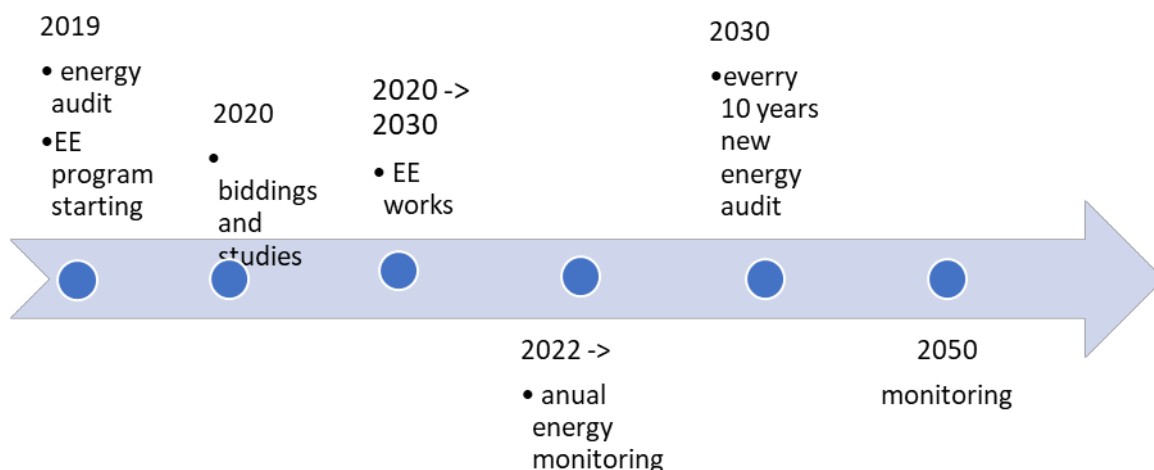 2019
• energy
audit
•EE
program
starting
2020
•
biddings
and
studies
2020 ->
2030
• EE
works
2022 ->
• anual
energy
monitoring
2030
•everry
10 years
new
energy
audit
2050
monitoring